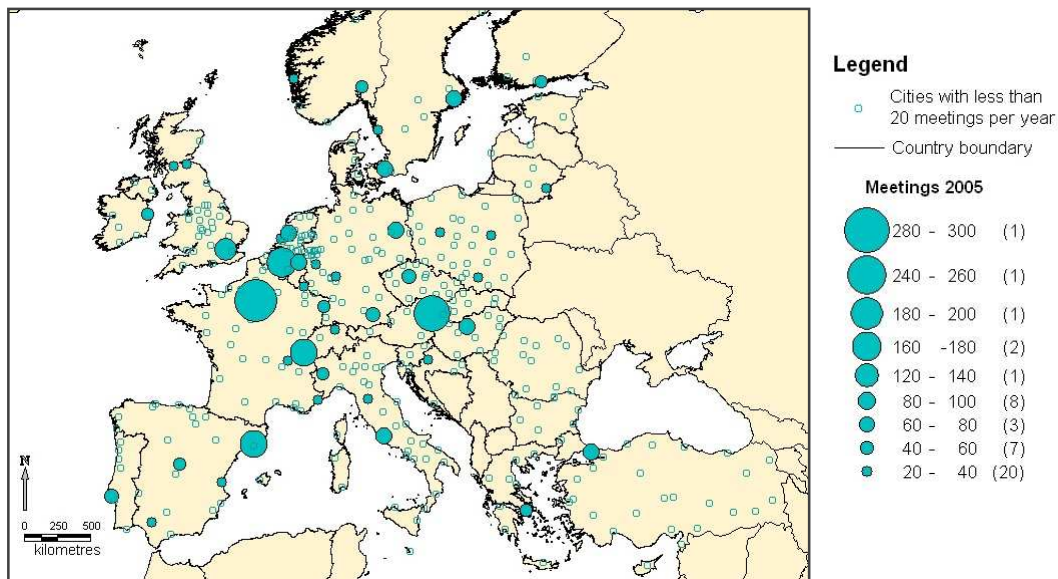 Legend
Cities with less than
20 meetings per year
Country boundary
Meetings 2005
280 - 300 (1)
240 - 260 (1)
180 - 200 (1)
160 -180 (2)
120 - 140 (1)
80 - 100 (8)
60 - 80 (3)
40 - 60 (7)
20 - 40 (20)
N
0 250 500
kilometres